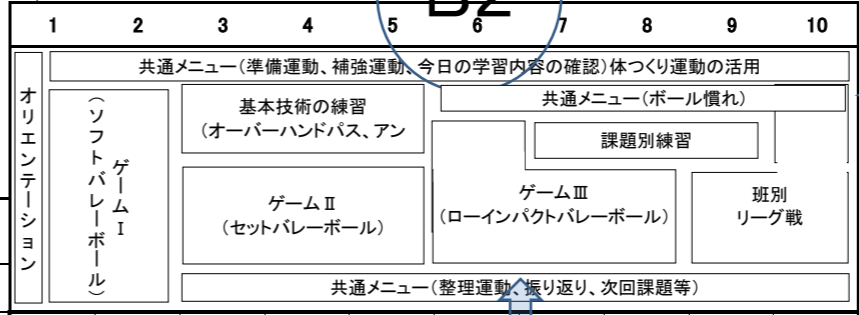 B2
1 2 3 4 5 6 7 8 9 10
共通メニュー（準備運動、補強運動、今日の学習内容の確認）体つくり運動の活用
オリエンテーション
ゲームⅠ
（ソフトバレーボール）
基本技術の練習
（オーバーハンドパス、アン
共通メニュー（ボール慣れ）
課題別練習
ゲームⅡ
（セットバレーボール）
ゲームⅢ
（ローインパクトバレーボール）
班別
リーグ戦
共通メニュー（整理運動、振り返り、次回課題等）